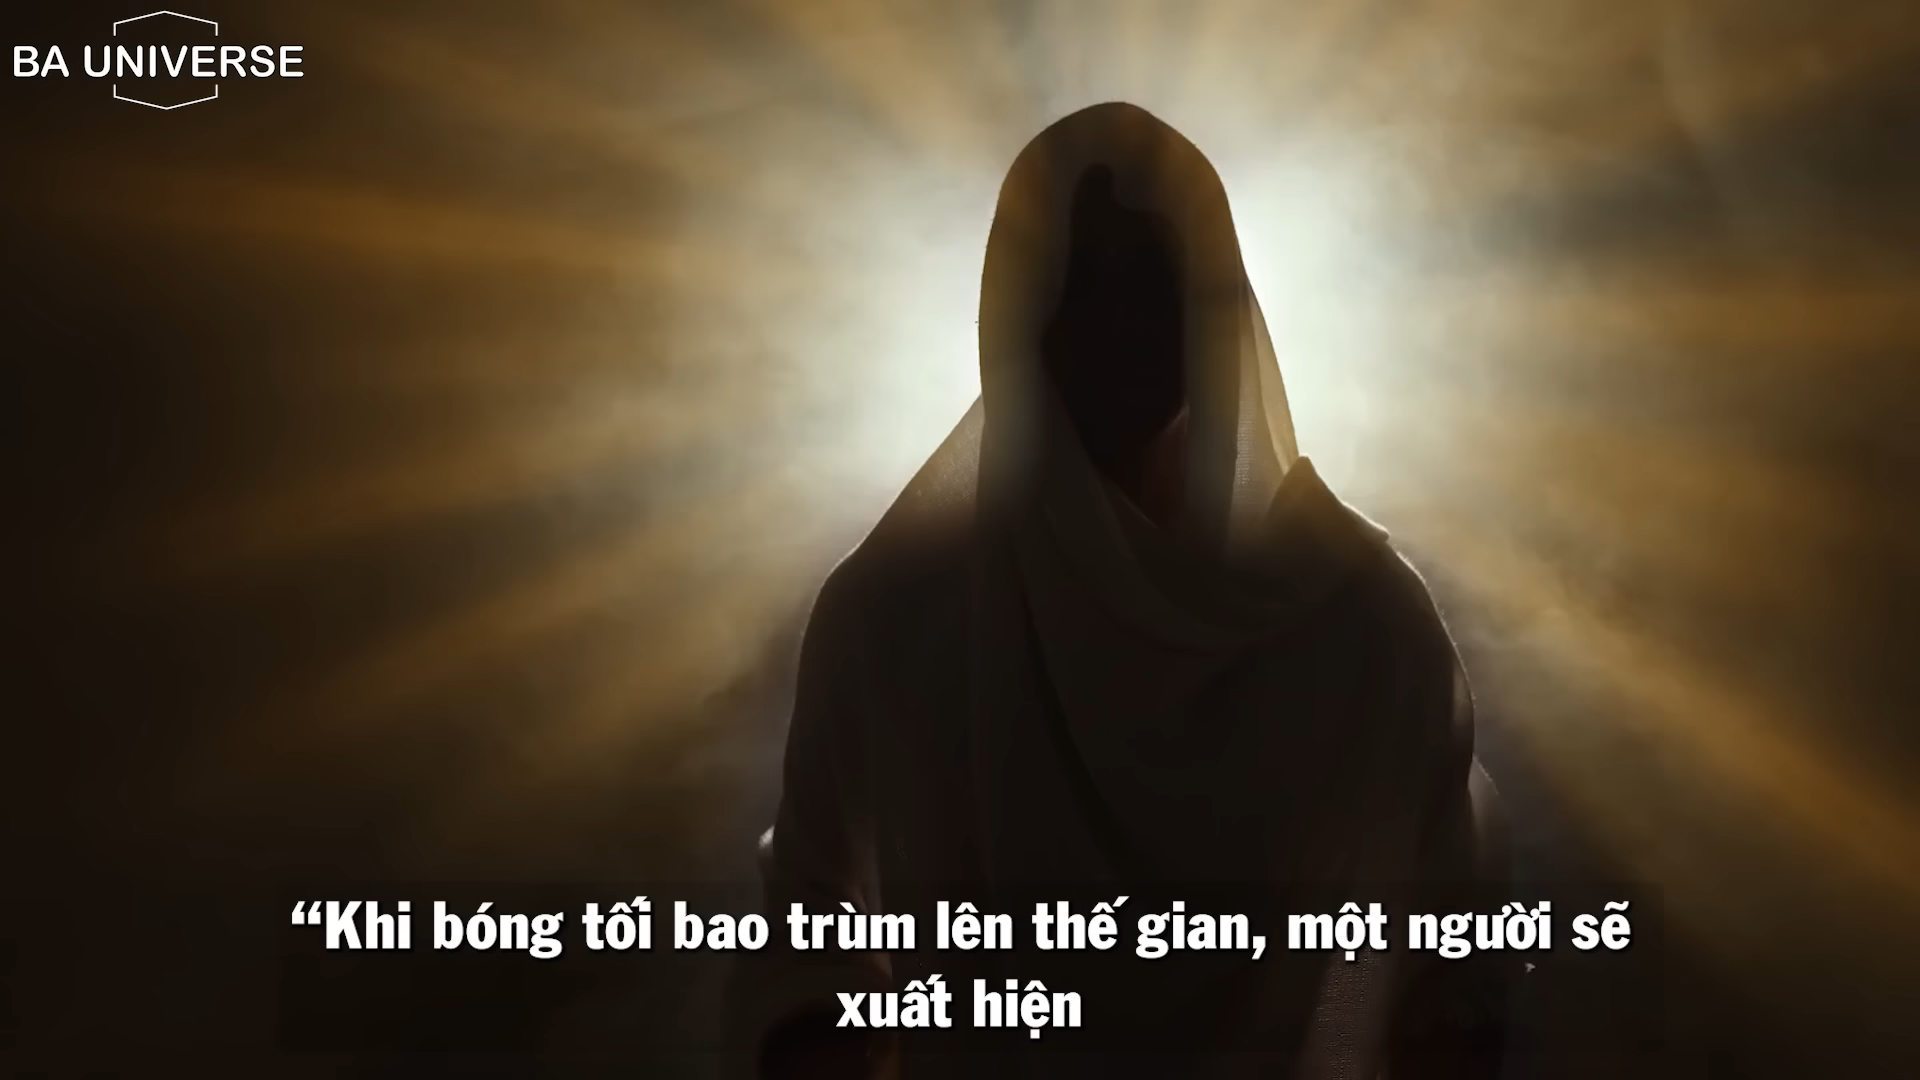 BA UNIVERSE
“Khi bóng tối bao trùm lên thế gian, một người sẽ
xuất hiện